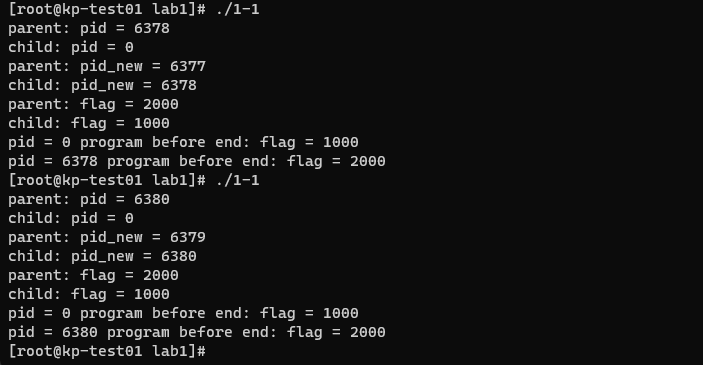 [root@kp-test01 lab1]# ./1-1
parent: pid = 6378
child: pid = 0
parent: pid_new = 6377
child: pid_new = 6378
parent: flag = 2000
child: flag = 1000
pid = 0 program before end: flag = 1000
pid = 6378 program before end: flag = 2000
[root@kp-test01 lab1]# ./1-1
parent: pid = 6380
child: pid = 0
parent: pid_new = 6379
child: pid_new = 6380
parent: flag = 2000
child: flag = 1000
pid = 0 program before end: flag = 1000
pid = 6380 program before end: flag = 2000
[root@kp-test01 lab1]#